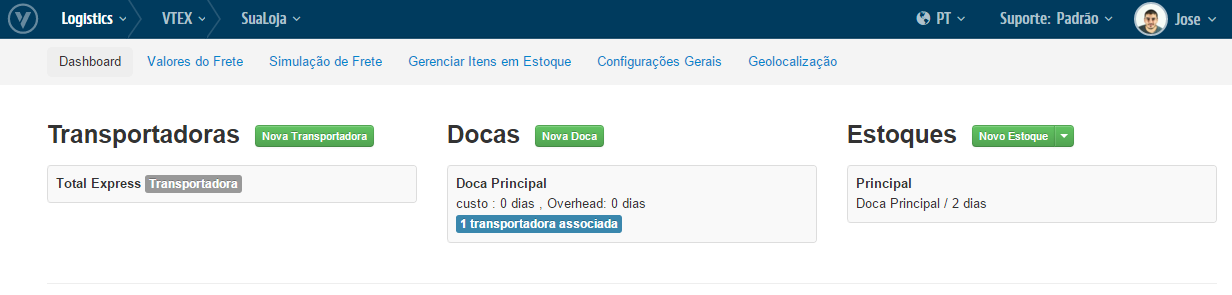 Logistics VTEX SuaLoja PT Suporte: Padrão Jose
Dashboard Valores do Frete Simulação de Frete Gerenciar Itens em Estoque Configurações Gerais Geolocalização
Transportadoras Nova Transportadora
Total Express Transportadora
Docas Nova Doca
Doca Principal
custo : 0 dias , Overhead: 0 dias
1 transportadora associada
Estoques Novo Estoque
Principal
Doca Principal / 2 dias